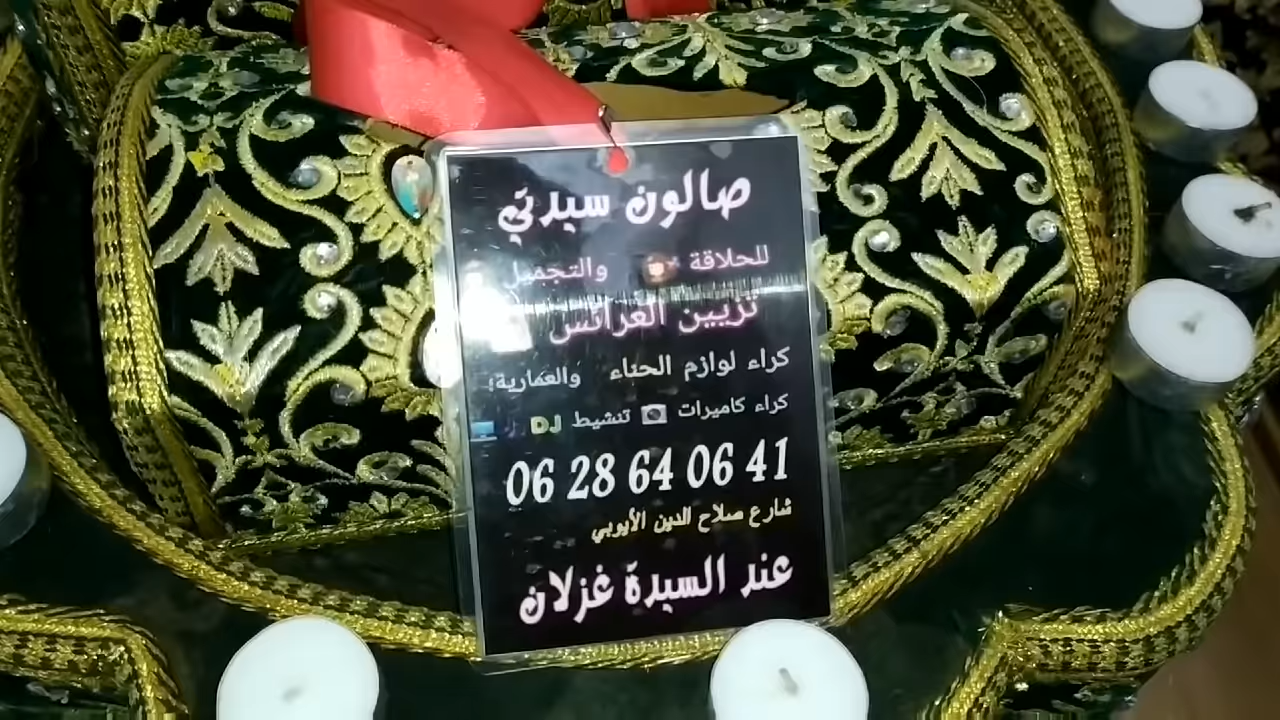 صالون سيدتي
للحلاقة والتجميل
تزيين العرائس
كراء لوازم الحناء والعمارية؛
كراء كاميرات تنشيط DJ
06 28 64 06 41
شارع صلاح الدين الأيوبي
عند السيدة غزلان